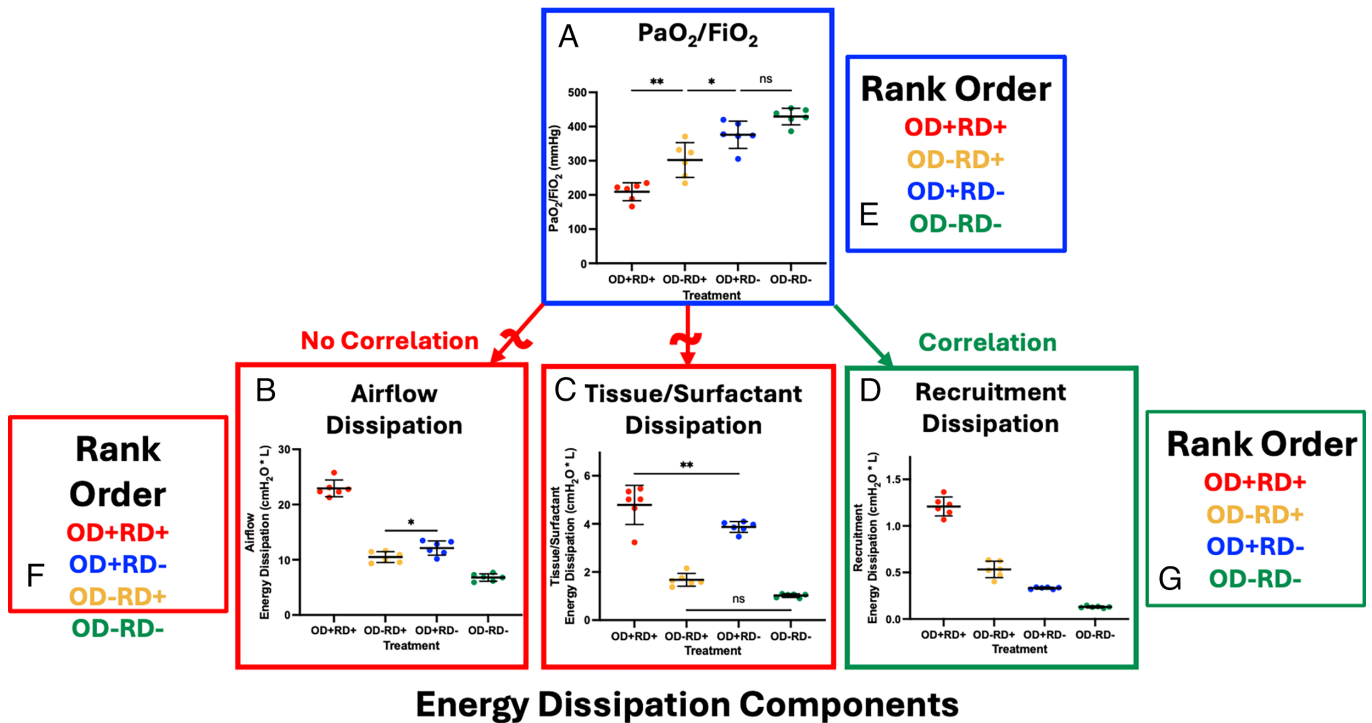 A
PaO₂/FiO₂
**
*
ns
500
400
300
200
100
0
PaO₂/FiO₂ (mmHg)
OD+RD+ OD-RD+ OD+RD- OD-RD-
Treatment
Rank Order
OD+RD+
OD-RD+
OD+RD-
OD-RD-
E
No Correlation
Correlation
B
Airflow
Dissipation
30
20
10
0
Airflow
Energy Dissipation (cmH₂O * L)
*
OD+RD+ OD-RD+ OD+RD- OD-RD-
Treatment
C
Tissue/Surfactant
Dissipation
6
4
2
0
Tissue/Surfactant
Energy Dissipation (cmH₂O * L)
**
ns
OD+RD+ OD-RD+ OD+RD- OD-RD-
Treatment
D
Recruitment
Dissipation
1.5
1.0
0.5
0.0
Recruitment
Energy Dissipation (cmH₂O * L)
OD+RD+ OD-RD+ OD+RD- OD-RD-
Treatment
Rank
Order
OD+RD+
OD+RD-
OD-RD+
OD-RD-
F
Rank Order
OD+RD+
OD-RD+
OD+RD-
OD-RD-
G
Energy Dissipation Components